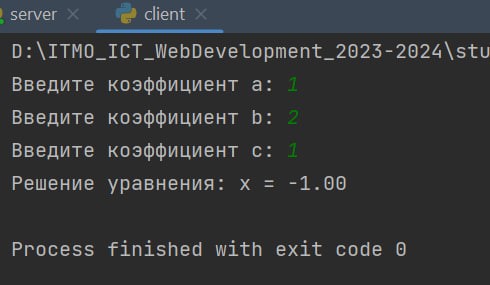 server × client ×
D:\ITMO_ICT_WebDevelopment_2023-2024\stu
Введите коэффициент a: 1
Введите коэффициент b: 2
Введите коэффициент c: 1
Решение уравнения: x = -1.00
Process finished with exit code 0